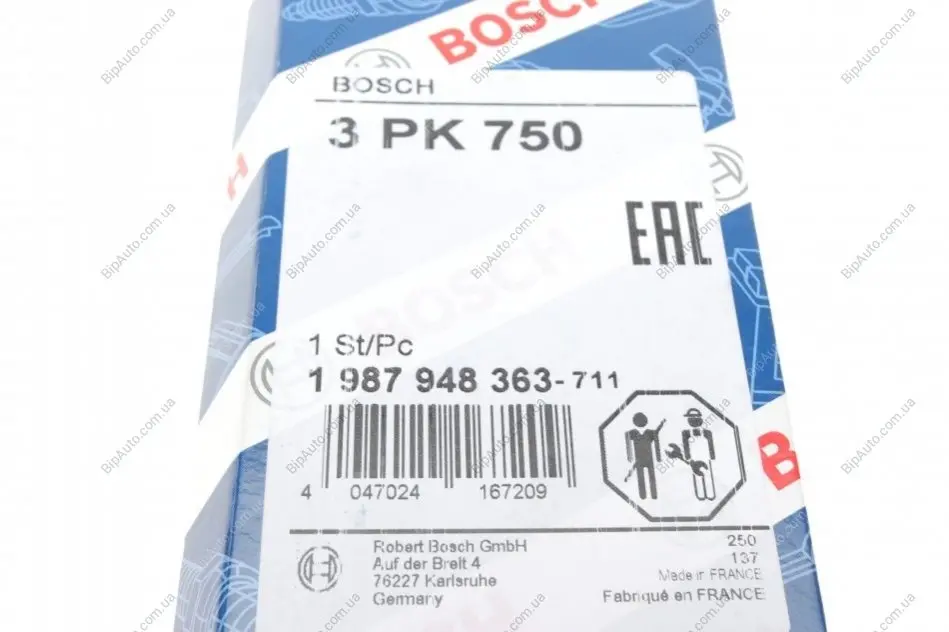 BOSCH
BOSCH
3 PK 750
EAC
BOSCH
1 St/Pc
1 987 948 363-711
4 047024 167209
B
Robert Bosch GmbH
Auf der Breit 4
76227 Karlsruhe
Germany
250
137
Made in FRANCE
Fabriqué en FRANCE
BipAuto.com.ua